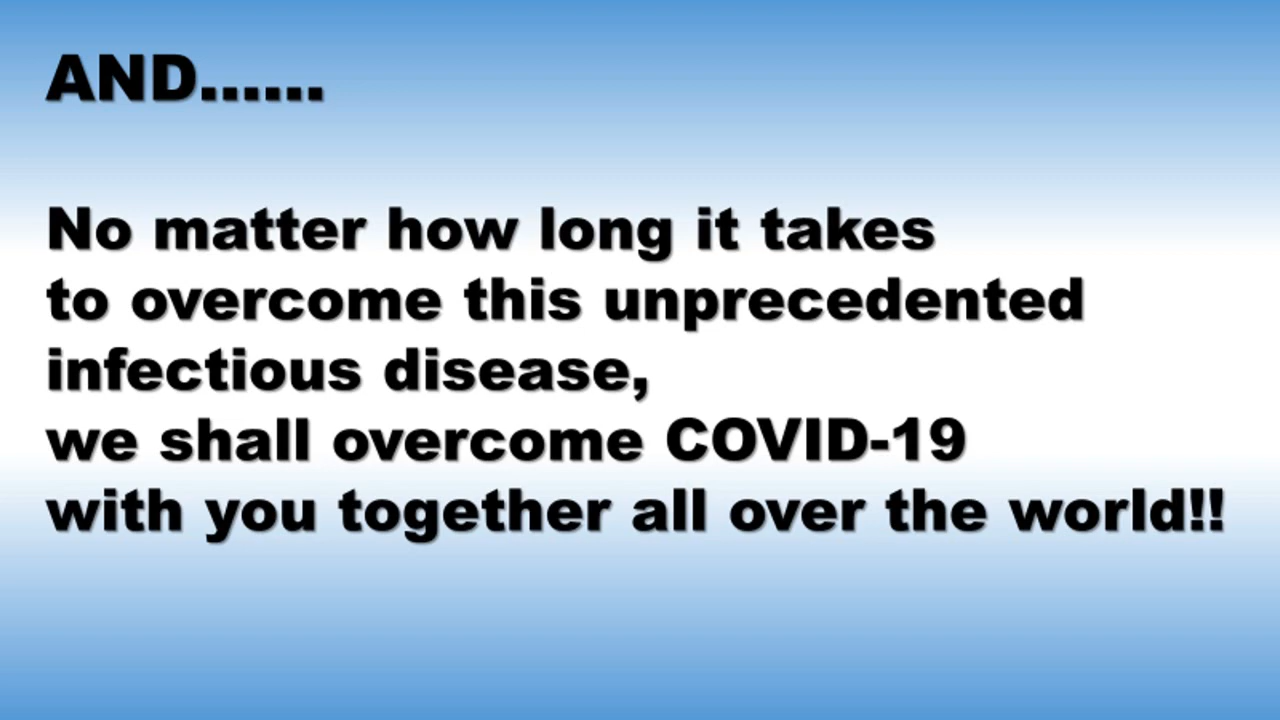 AND......
No matter how long it takes
to overcome this unprecedented
infectious disease,
we shall overcome COVID-19
with you together all over the world!!